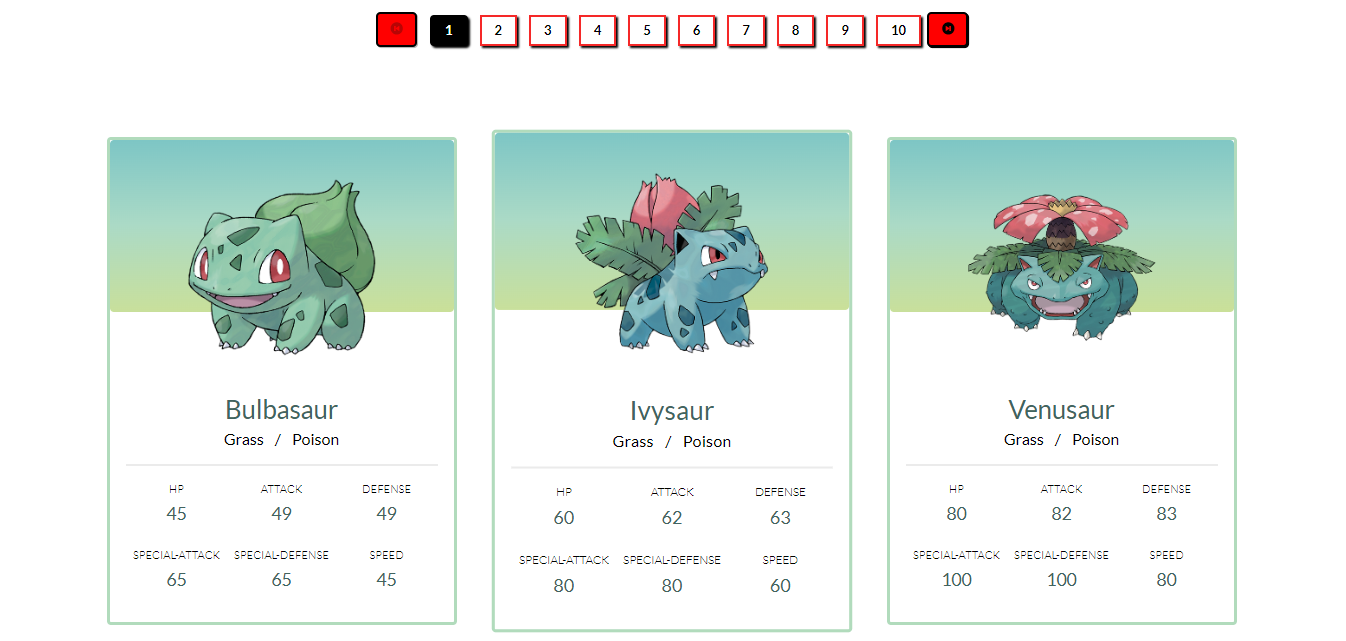 1 2 3 4 5 6 7 8 9 10
Bulbasaur
Grass / Poison
HP ATTACK DEFENSE
45 49 49
SPECIAL-ATTACK SPECIAL-DEFENSE SPEED
65 65 45
Ivysaur
Grass / Poison
HP ATTACK DEFENSE
60 62 63
SPECIAL-ATTACK SPECIAL-DEFENSE SPEED
80 80 60
Venusaur
Grass / Poison
HP ATTACK DEFENSE
80 82 83
SPECIAL-ATTACK SPECIAL-DEFENSE SPEED
100 100 80